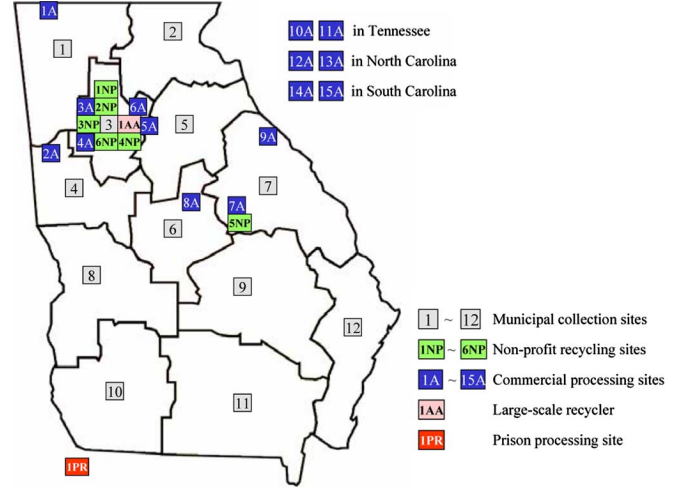 1A
1
2
10A 11A in Tennessee
12A 13A in North Carolina
14A 15A in South Carolina
1NP
3A 2NP 6A
3NP 3 1AA 5A
4A 6NP 4NP
5
9A
2A
4
7
8A
7A
5NP
6
8
9
12
10
11
1PR
1 ~ 12 Municipal collection sites
1NP ~ 6NP Non-profit recycling sites
1A ~ 15A Commercial processing sites
1AA Large-scale recycler
1PR Prison processing site